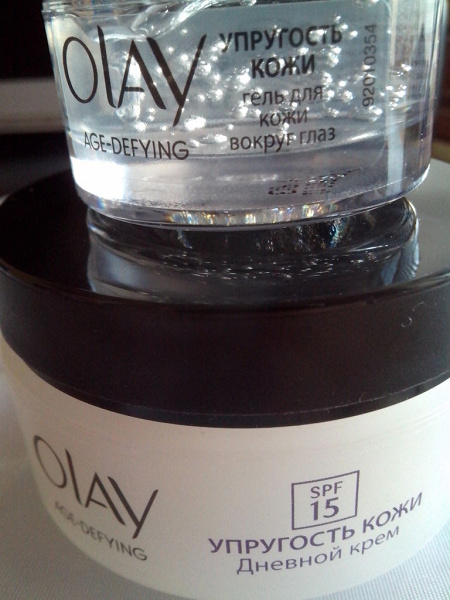 OLAY
AGE-DEFYING
УПРУГОСТЬ
КОЖИ
гель для
кожи
вокруг глаз
92010354
OLAY
AGE-DEFYING
SPF
15
УПРУГОСТЬ КОЖИ
Дневной крем